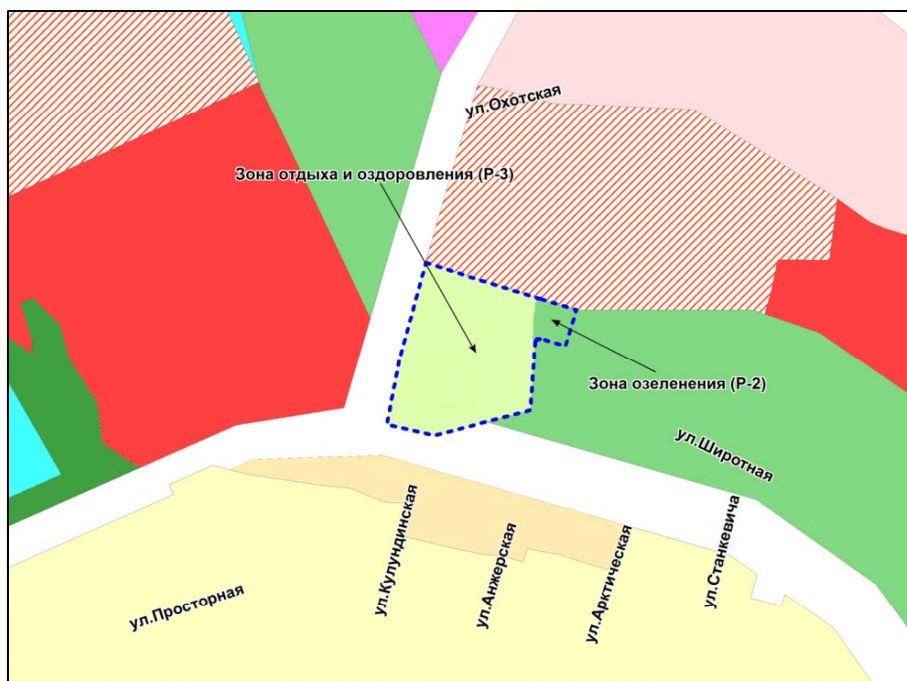 ул.Охотская
Зона отдыха и оздоровления (Р-3)
Зона озеленения (Р-2)
ул.Широтная
ул.Кулундинская
ул.Анжерская
ул.Арктическая
ул.Станкевича
ул.Просторная